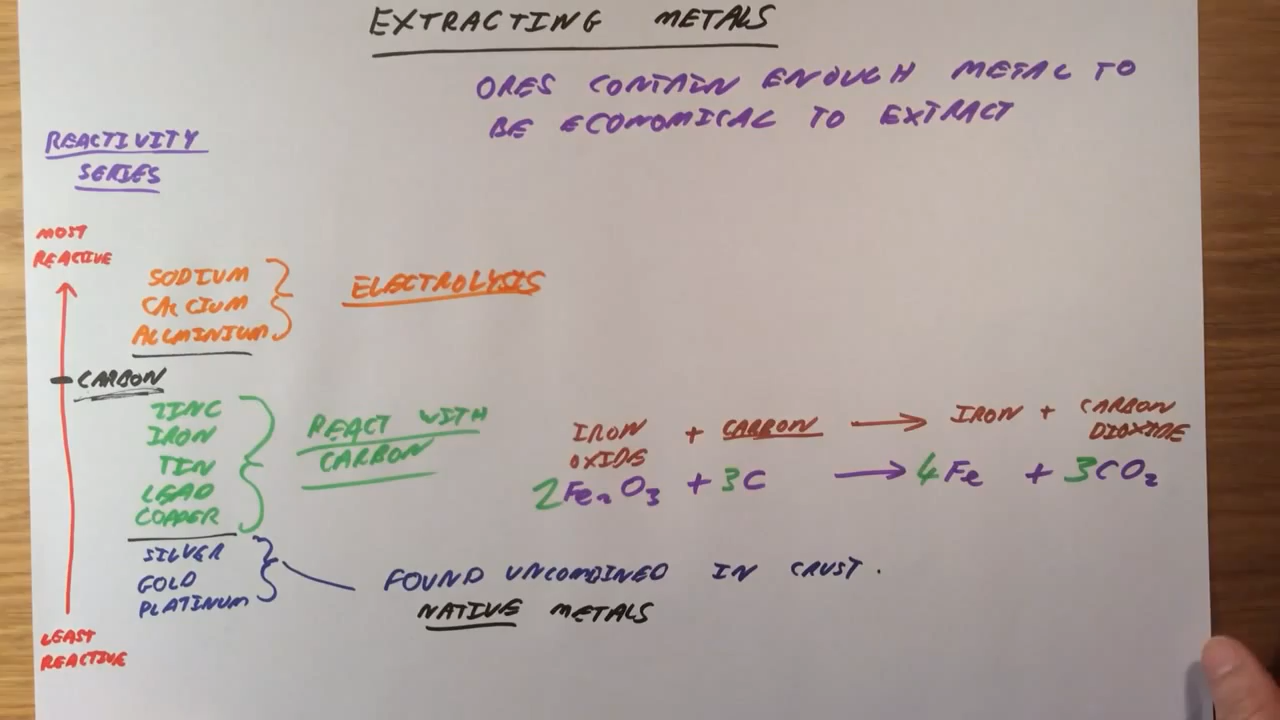 EXTRACTING METALS
ORES CONTAIN ENOUGH METAL TO
BE ECONOMICAL TO EXTRACT
REACTIVITY
SERIES
MOST
REACTIVE
SODIUM
CALCIUM
ALUMINIUM
ELECTROLYSIS
CARBON
ZINC
IRON
TIN
LEAD
COPPER
REACT WITH
CARBON
IRON OXIDE + CARBON → IRON + CARBON DIOXIDE
2Fe₂O₃ + 3C → 4Fe + 3CO₂
SILVER
GOLD
PLATINUM
FOUND UNCOMBINED IN CRUST.
NATIVE METALS
LEAST
REACTIVE